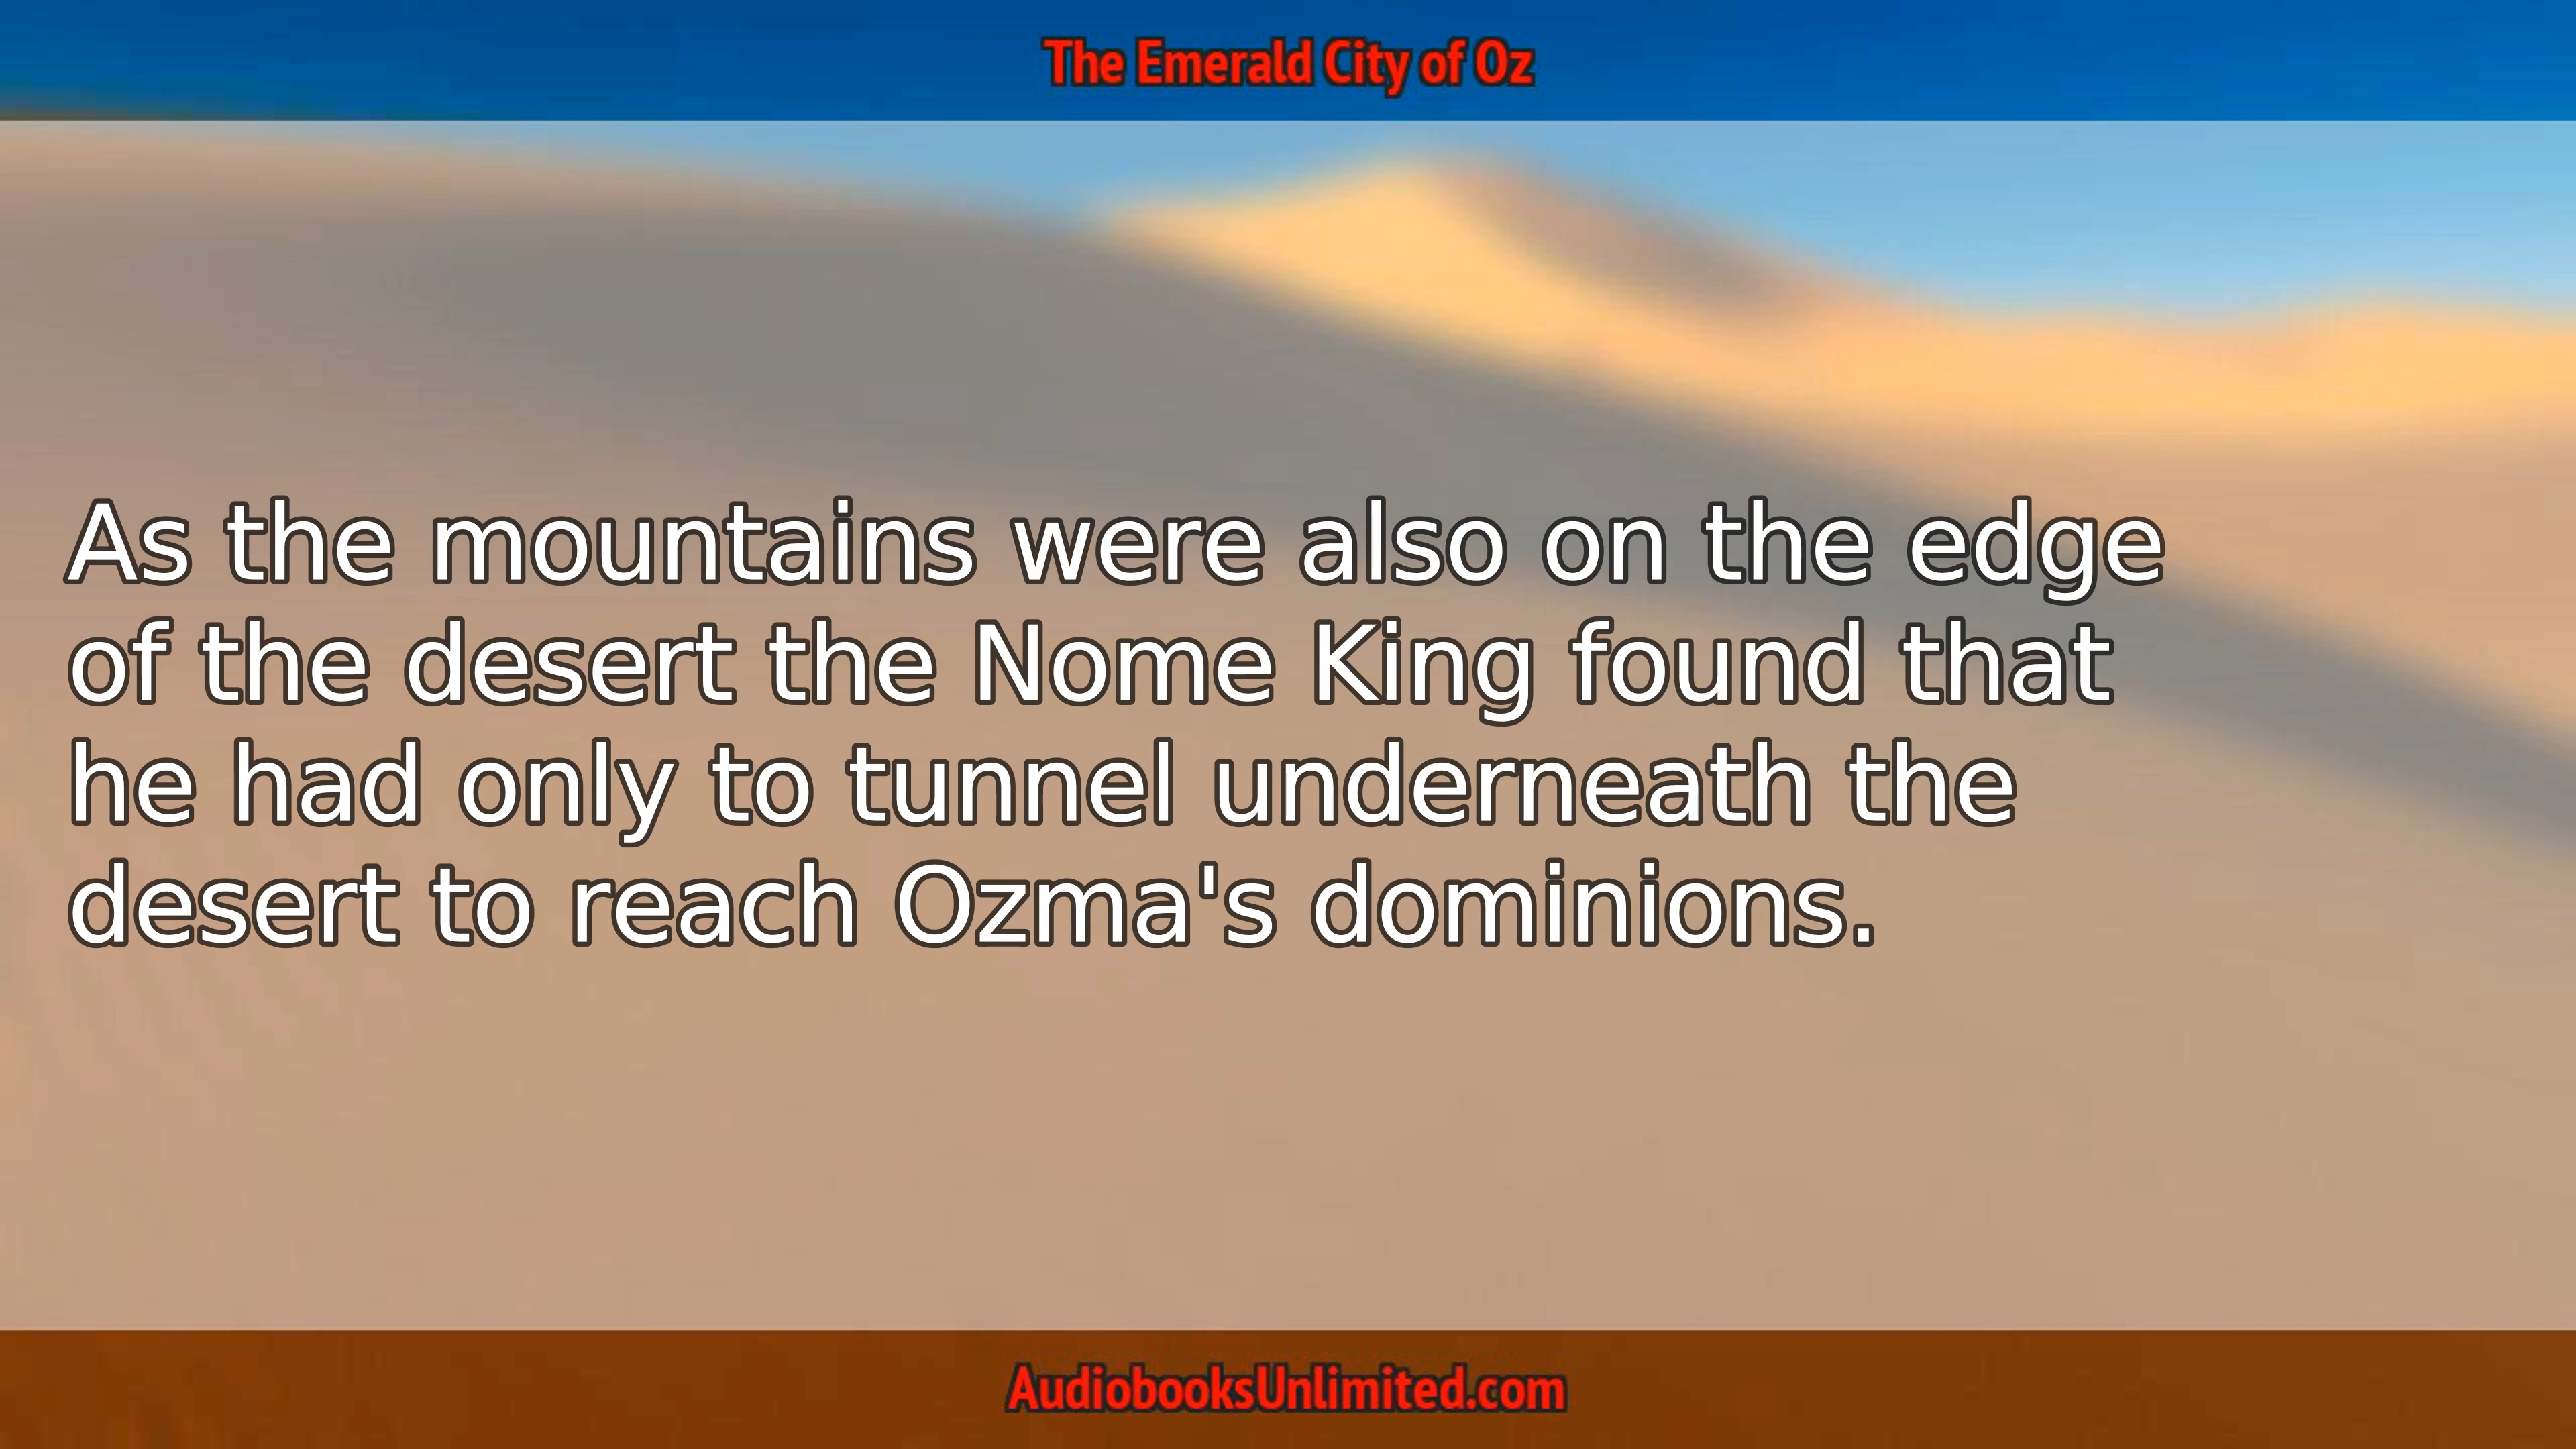 The Emerald City of Oz
As the mountains were also on the edge
of the desert the Nome King found that
he had only to tunnel underneath the
desert to reach Ozma's dominions.
AudiobooksUnlimited.com